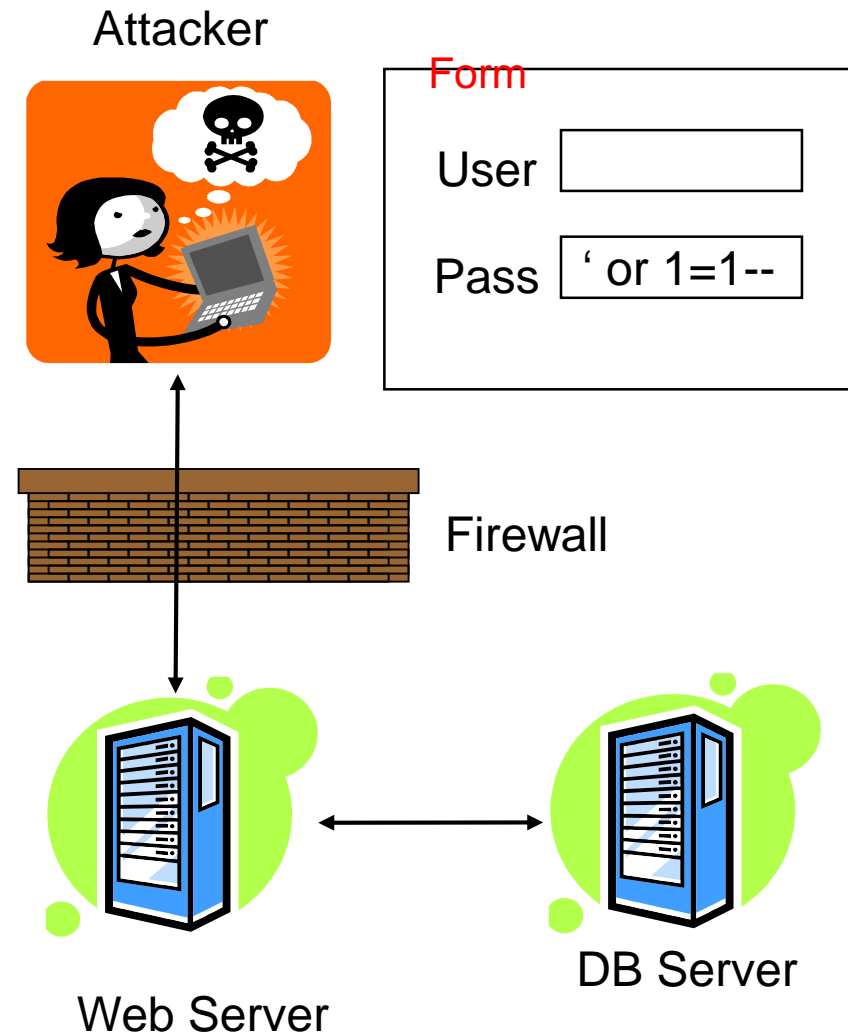 Attacker
Form
User
Pass ‘ or 1=1--
Firewall
DB Server
Web Server